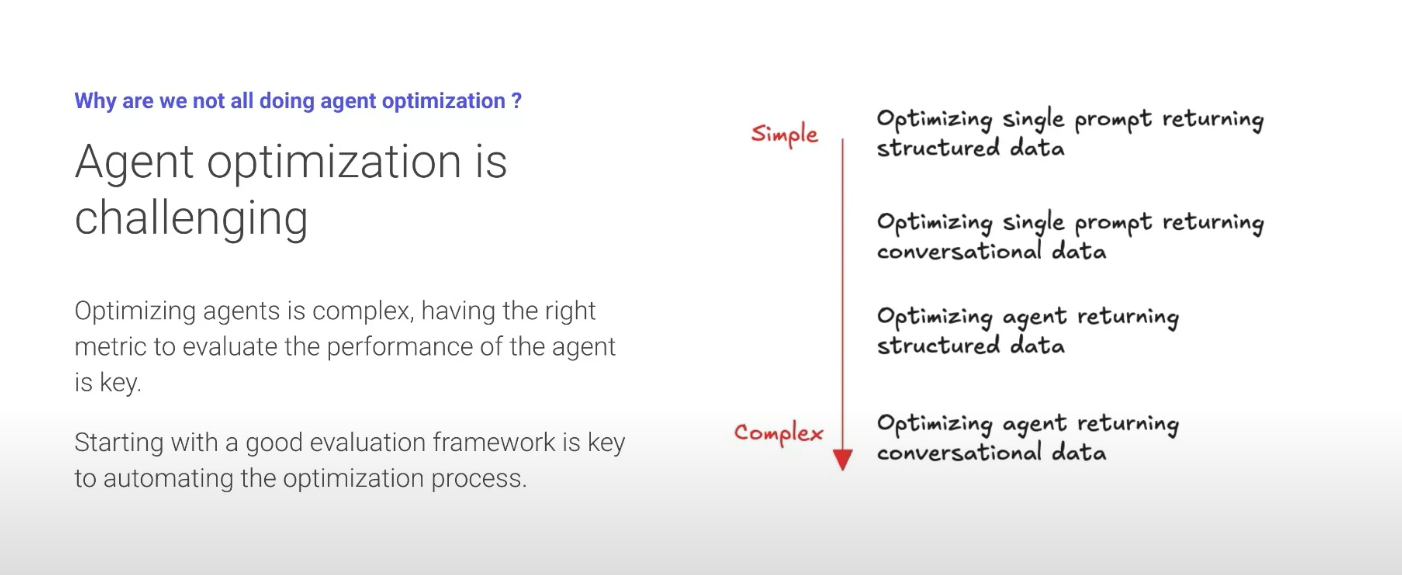 Why are we not all doing agent optimization ?
Agent optimization is
challenging
Optimizing agents is complex, having the right
metric to evaluate the performance of the agent
is key.
Starting with a good evaluation framework is key
to automating the optimization process.
Simple
Optimizing single prompt returning
structured data
Optimizing single prompt returning
conversational data
Optimizing agent returning
structured data
Complex
Optimizing agent returning
conversational data